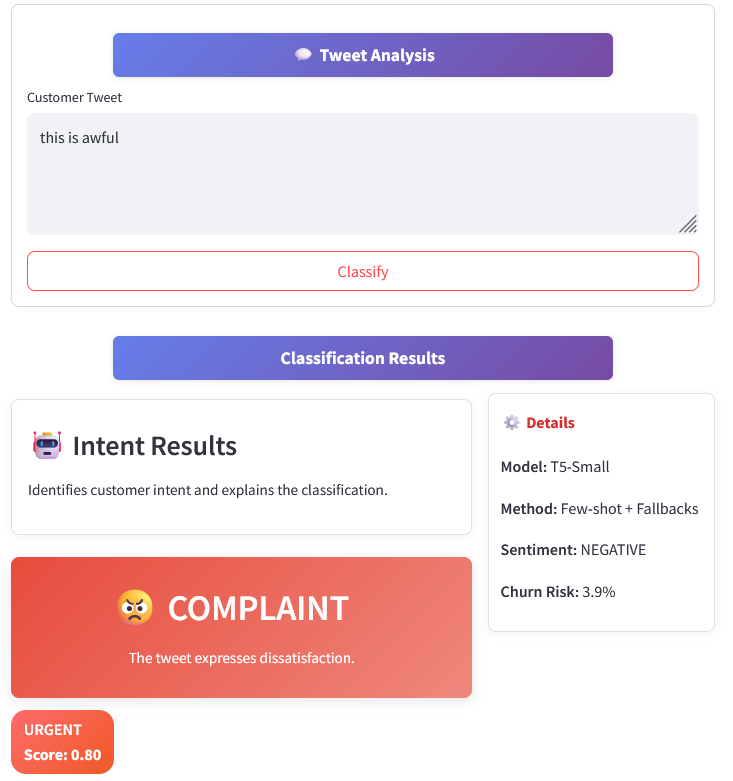 Tweet Analysis
Customer Tweet
this is awful
Classify
Classification Results
Intent Results
Identifies customer intent and explains the classification.
COMPLAINT
The tweet expresses dissatisfaction.
URGENT
Score: 0.80
Details
Model: T5-Small
Method: Few-shot + Fallbacks
Sentiment: NEGATIVE
Churn Risk: 3.9%